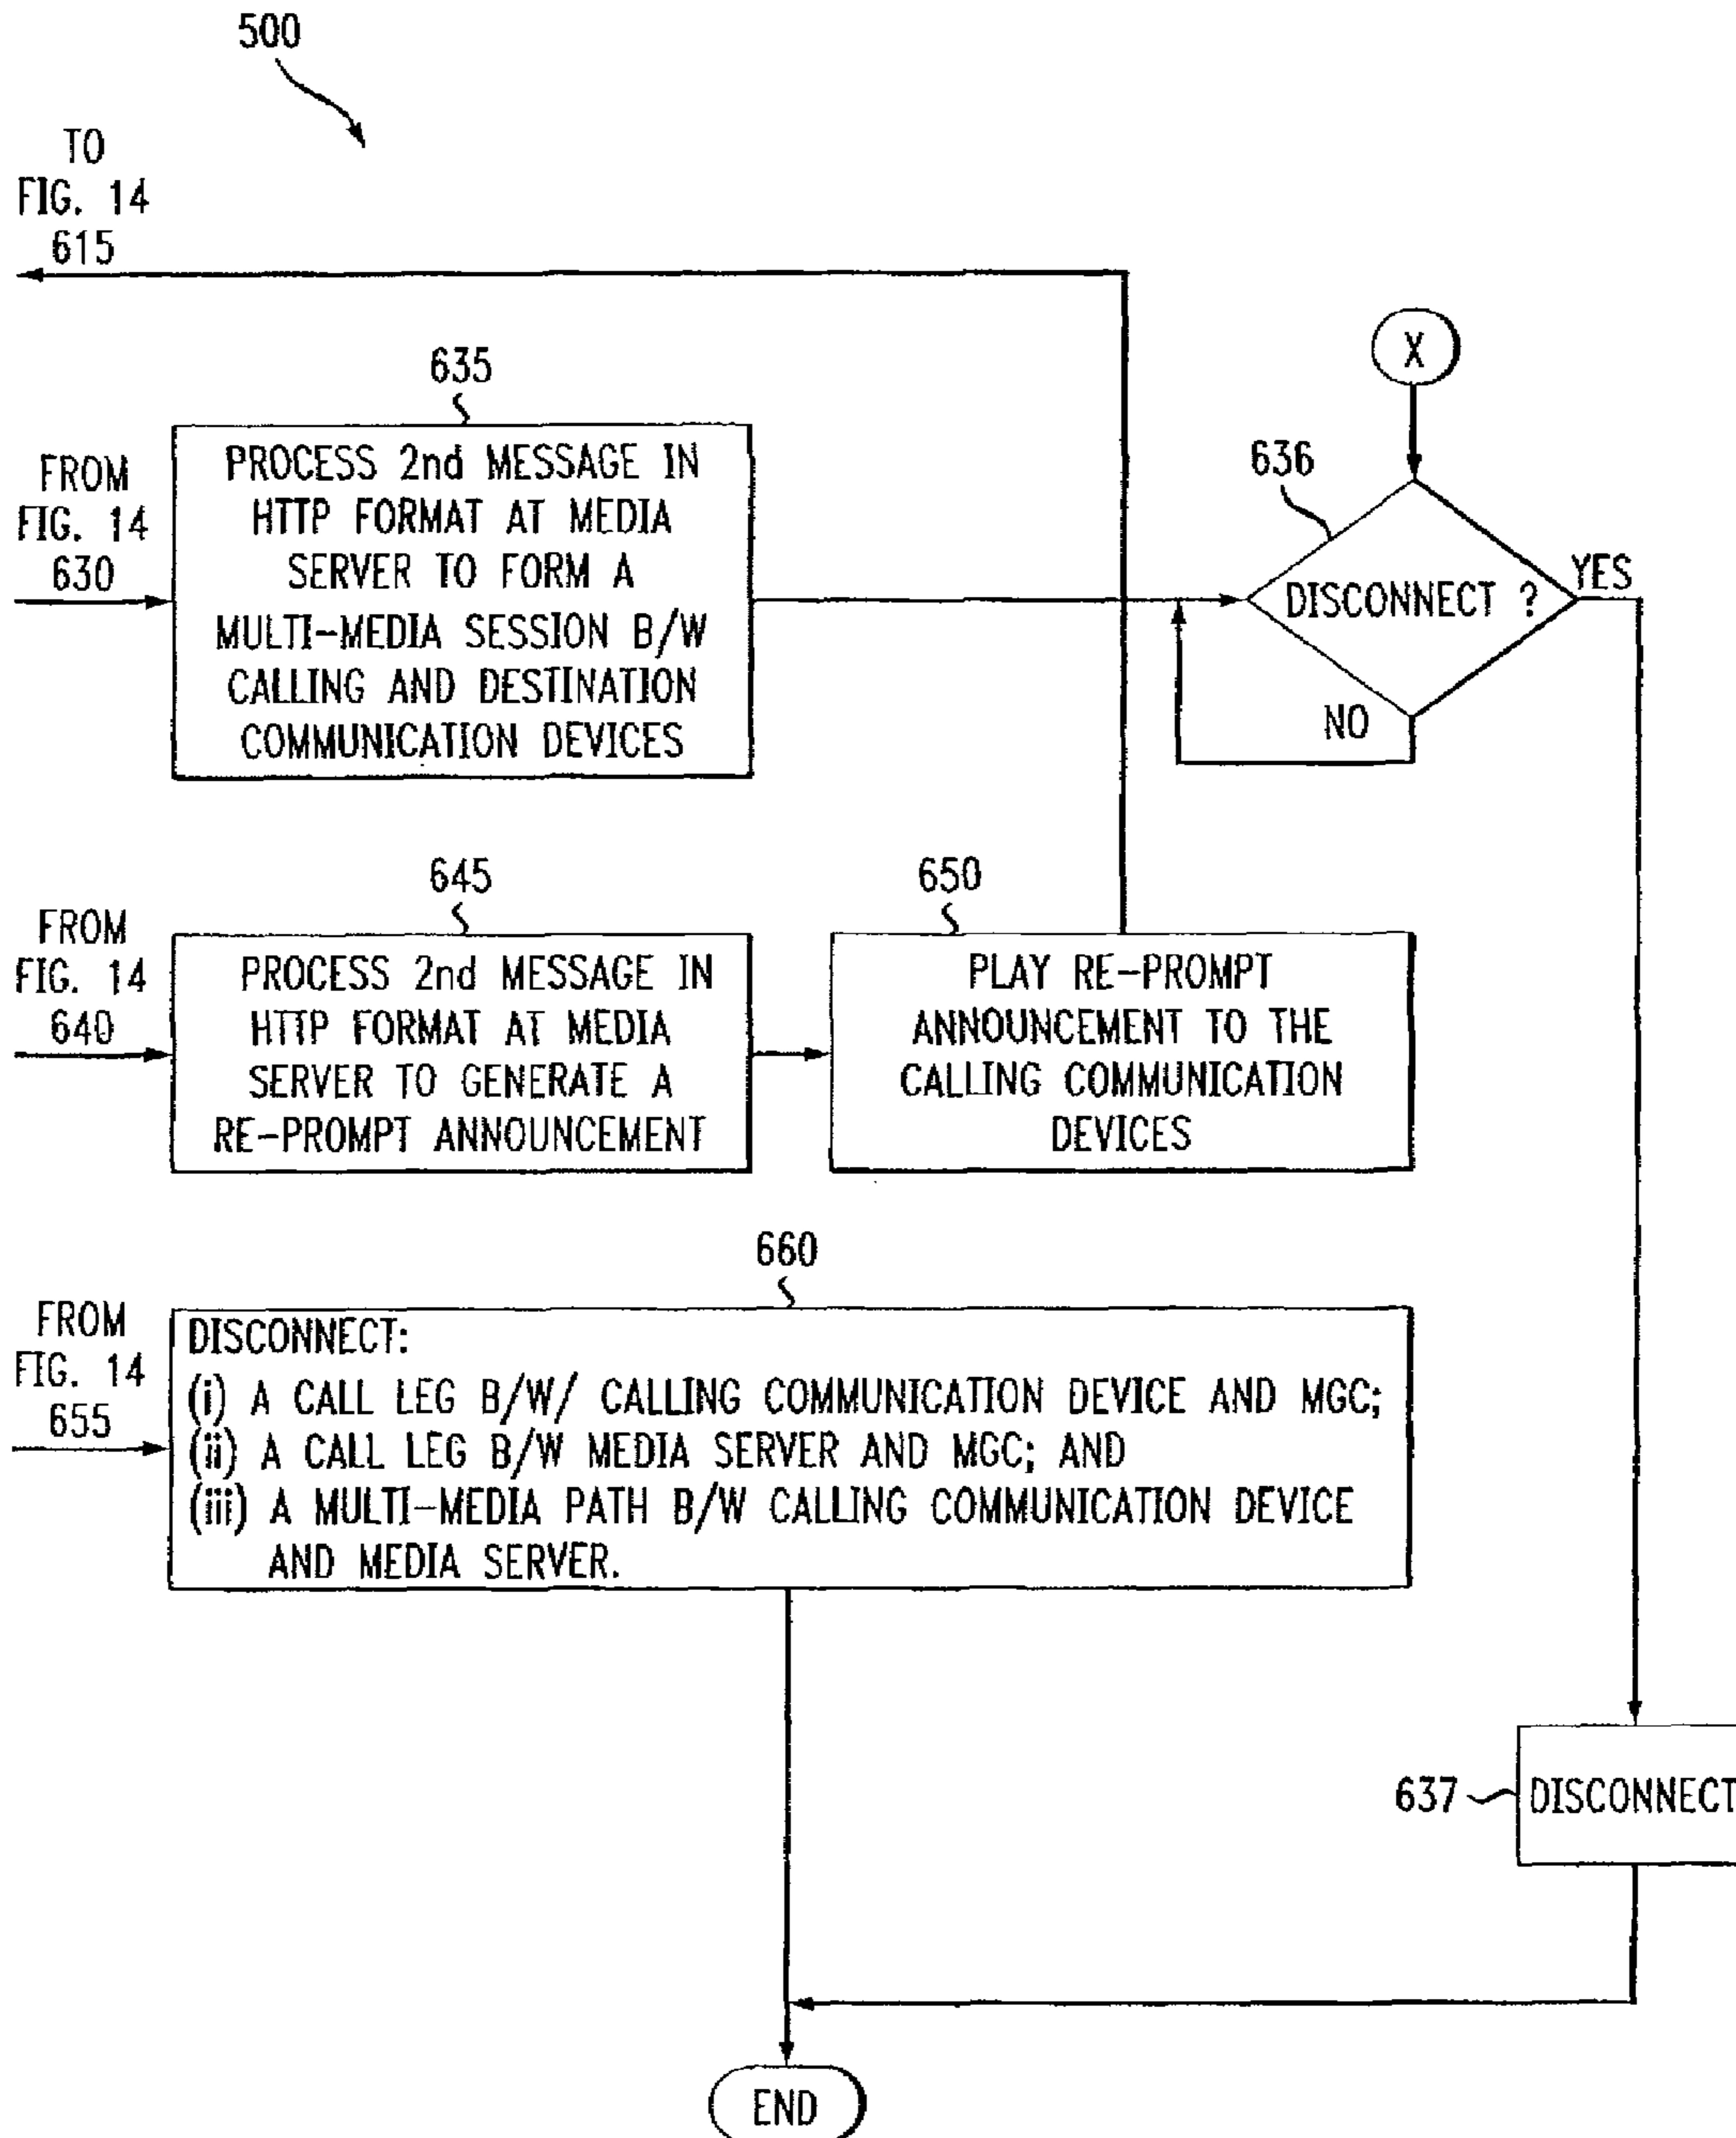 500
TO
FIG. 14
615
X
635
PROCESS 2nd MESSAGE IN
HTTP FORMAT AT MEDIA
SERVER TO FORM A
MULTI-MEDIA SESSION B/W
CALLING AND DESTINATION
COMMUNICATION DEVICES
FROM
FIG. 14
630
636
DISCONNECT ?
YES
NO
645
650
FROM
FIG. 14
640
PROCESS 2nd MESSAGE IN
HTTP FORMAT AT MEDIA
SERVER TO GENERATE A
RE-PROMPT ANNOUNCEMENT
PLAY RE-PROMPT
ANNOUNCEMENT TO THE
CALLING COMMUNICATION
DEVICES
660
FROM
FIG. 14
655
DISCONNECT:
(i) A CALL LEG B/W/ CALLING COMMUNICATION DEVICE AND MGC;
(ii) A CALL LEG B/W MEDIA SERVER AND MGC; AND
(iii) A MULTI-MEDIA PATH B/W CALLING COMMUNICATION DEVICE
AND MEDIA SERVER.
637
DISCONNECT
END